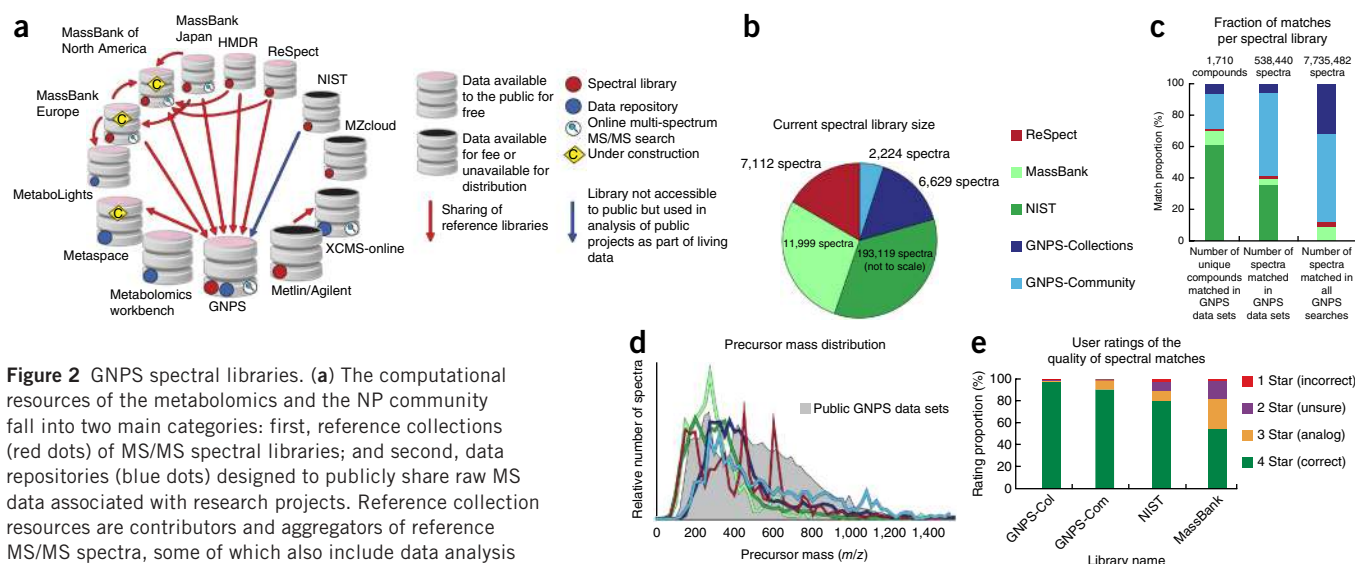 a
MassBank of
North America
MassBank
Japan
HMDR
ReSpect
NIST
MZcloud
MassBank
Europe
C
C
MetaboLights
C
Metaspace
Metabolomics
workbench
GNPS
Metlin/Agilent
XCMS-online
Data available
to the public for
free
Data available
for fee or
unavailable for
distribution
Sharing of
reference libraries
Spectral library
Data repository
Online multi-spectrum
MS/MS search
C Under construction
Library not accessible
to public but used in
analysis of public
projects as part of living
data
b
Current spectral library size
7,112 spectra
2,224 spectra
6,629 spectra
11,999 spectra
193,119 spectra
(not to scale)
ReSpect
MassBank
NIST
GNPS-Collections
GNPS-Community
c
Fraction of matches
per spectral library
1,710
compounds
538,440
spectra
7,735,482
spectra
Match proportion (%)
100
80
60
40
20
0
Number of
unique
compounds
matched in
GNPS
data sets
Number of
spectra
matched
in
GNPS
data sets
Number of
spectra
matched in
all
GNPS
searches
Figure 2 GNPS spectral libraries. (a) The computational
resources of the metabolomics and the NP community
fall into two main categories: first, reference collections
(red dots) of MS/MS spectral libraries; and second, data
repositories (blue dots) designed to publicly share raw MS
data associated with research projects. Reference collection
resources are contributors and aggregators of reference
MS/MS spectra, some of which also include data analysis
d
Precursor mass distribution
Relative number of spectra
Public GNPS data sets
0 200 400 600 800 1,000 1,200 1,400
Precursor mass (m/z)
e
User ratings of the
quality of spectral matches
Rating proportion (%)
100
80
60
40
20
0
GNPS-Col
GNPS-Com
NIST
MassBank
Library name
1 Star (incorrect)
2 Star (unsure)
3 Star (analog)
4 Star (correct)